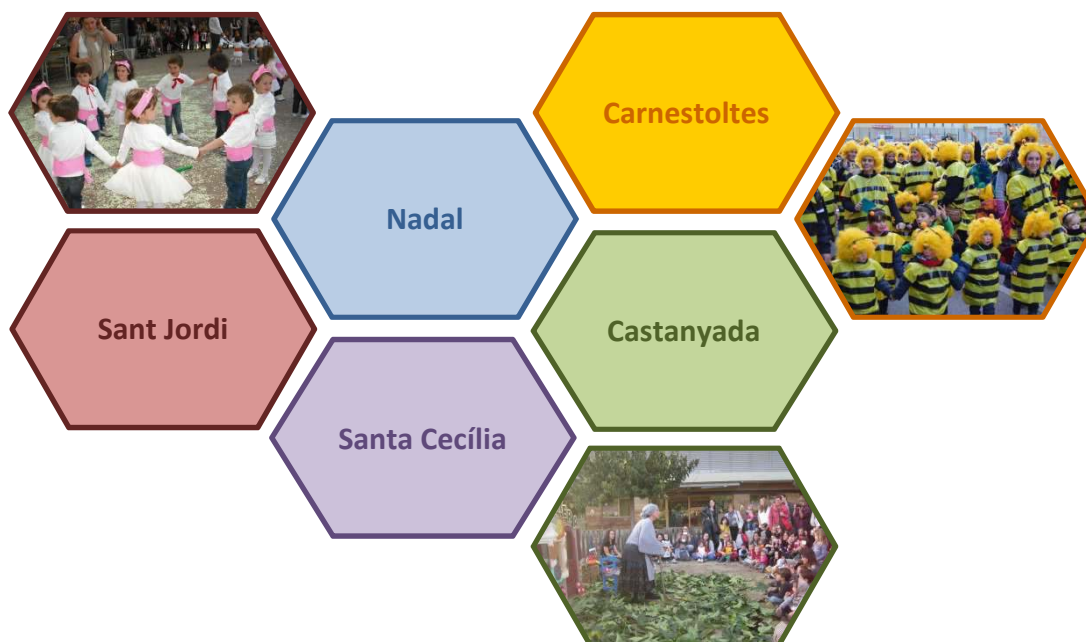 Carnestoltes
Nadal
Sant Jordi
Castanyada
Santa Cecília